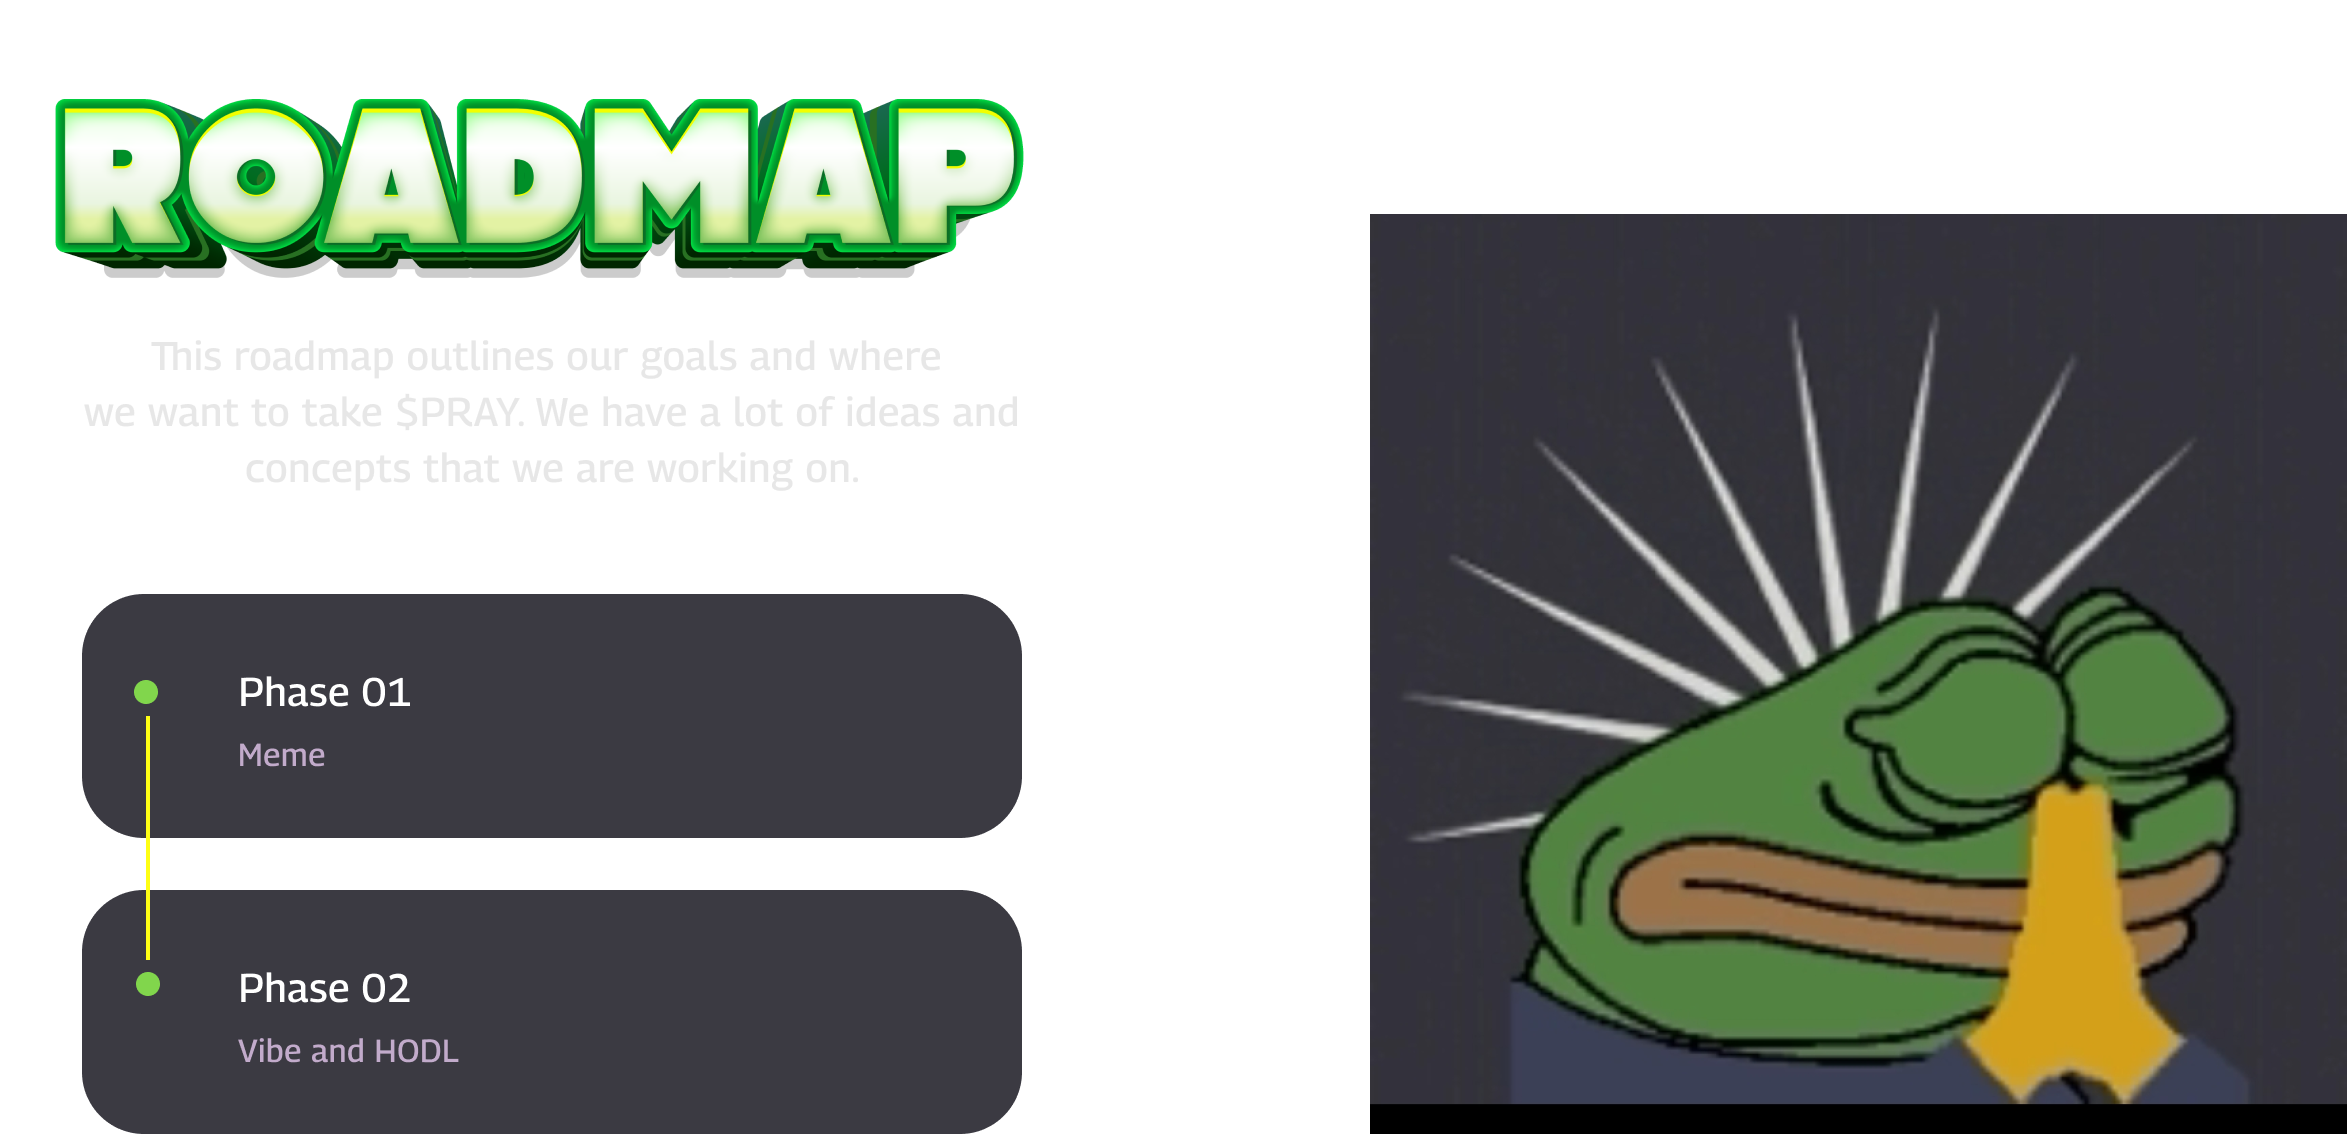 ROADMAP
This roadmap outlines our goals and where
we want to take $PRAY. We have a lot of ideas and
concepts that we are working on.
Phase 01
Meme
Phase 02
Vibe and HODL